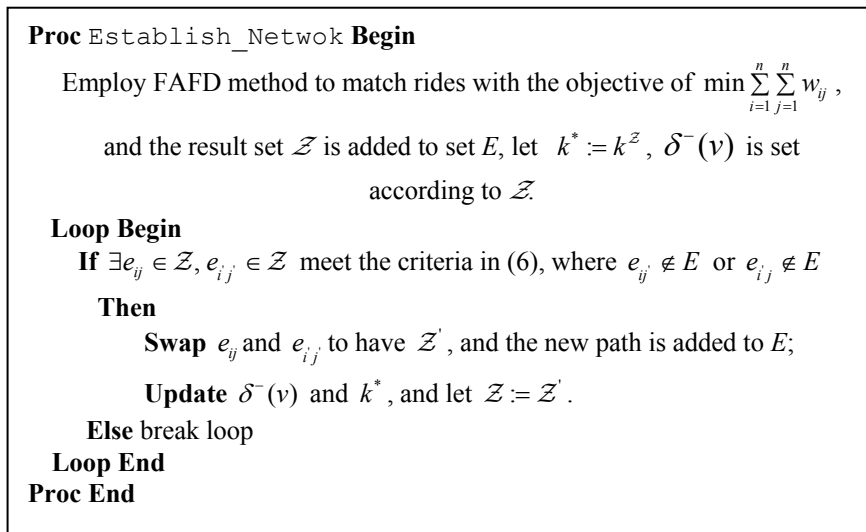 Proc Establish_Netwok Begin
Employ FAFD method to match rides with the objective of min ∑_{i=1}^{n} ∑_{j=1}^{n} w_{ij} ,
and the result set 𝒵 is added to set E, let k^* := k^𝒵 , δ^−(v) is set
according to 𝒵.
Loop Begin
If ∃e_{ij} ∈ 𝒵, e_{i'j'} ∈ 𝒵 meet the criteria in (6), where e_{ij'} ∉ E or e_{i'j} ∉ E
Then
Swap e_{ij} and e_{i'j'} to have 𝒵' , and the new path is added to E;
Update δ^−(v) and k^* , and let 𝒵 := 𝒵' .
Else break loop
Loop End
Proc End